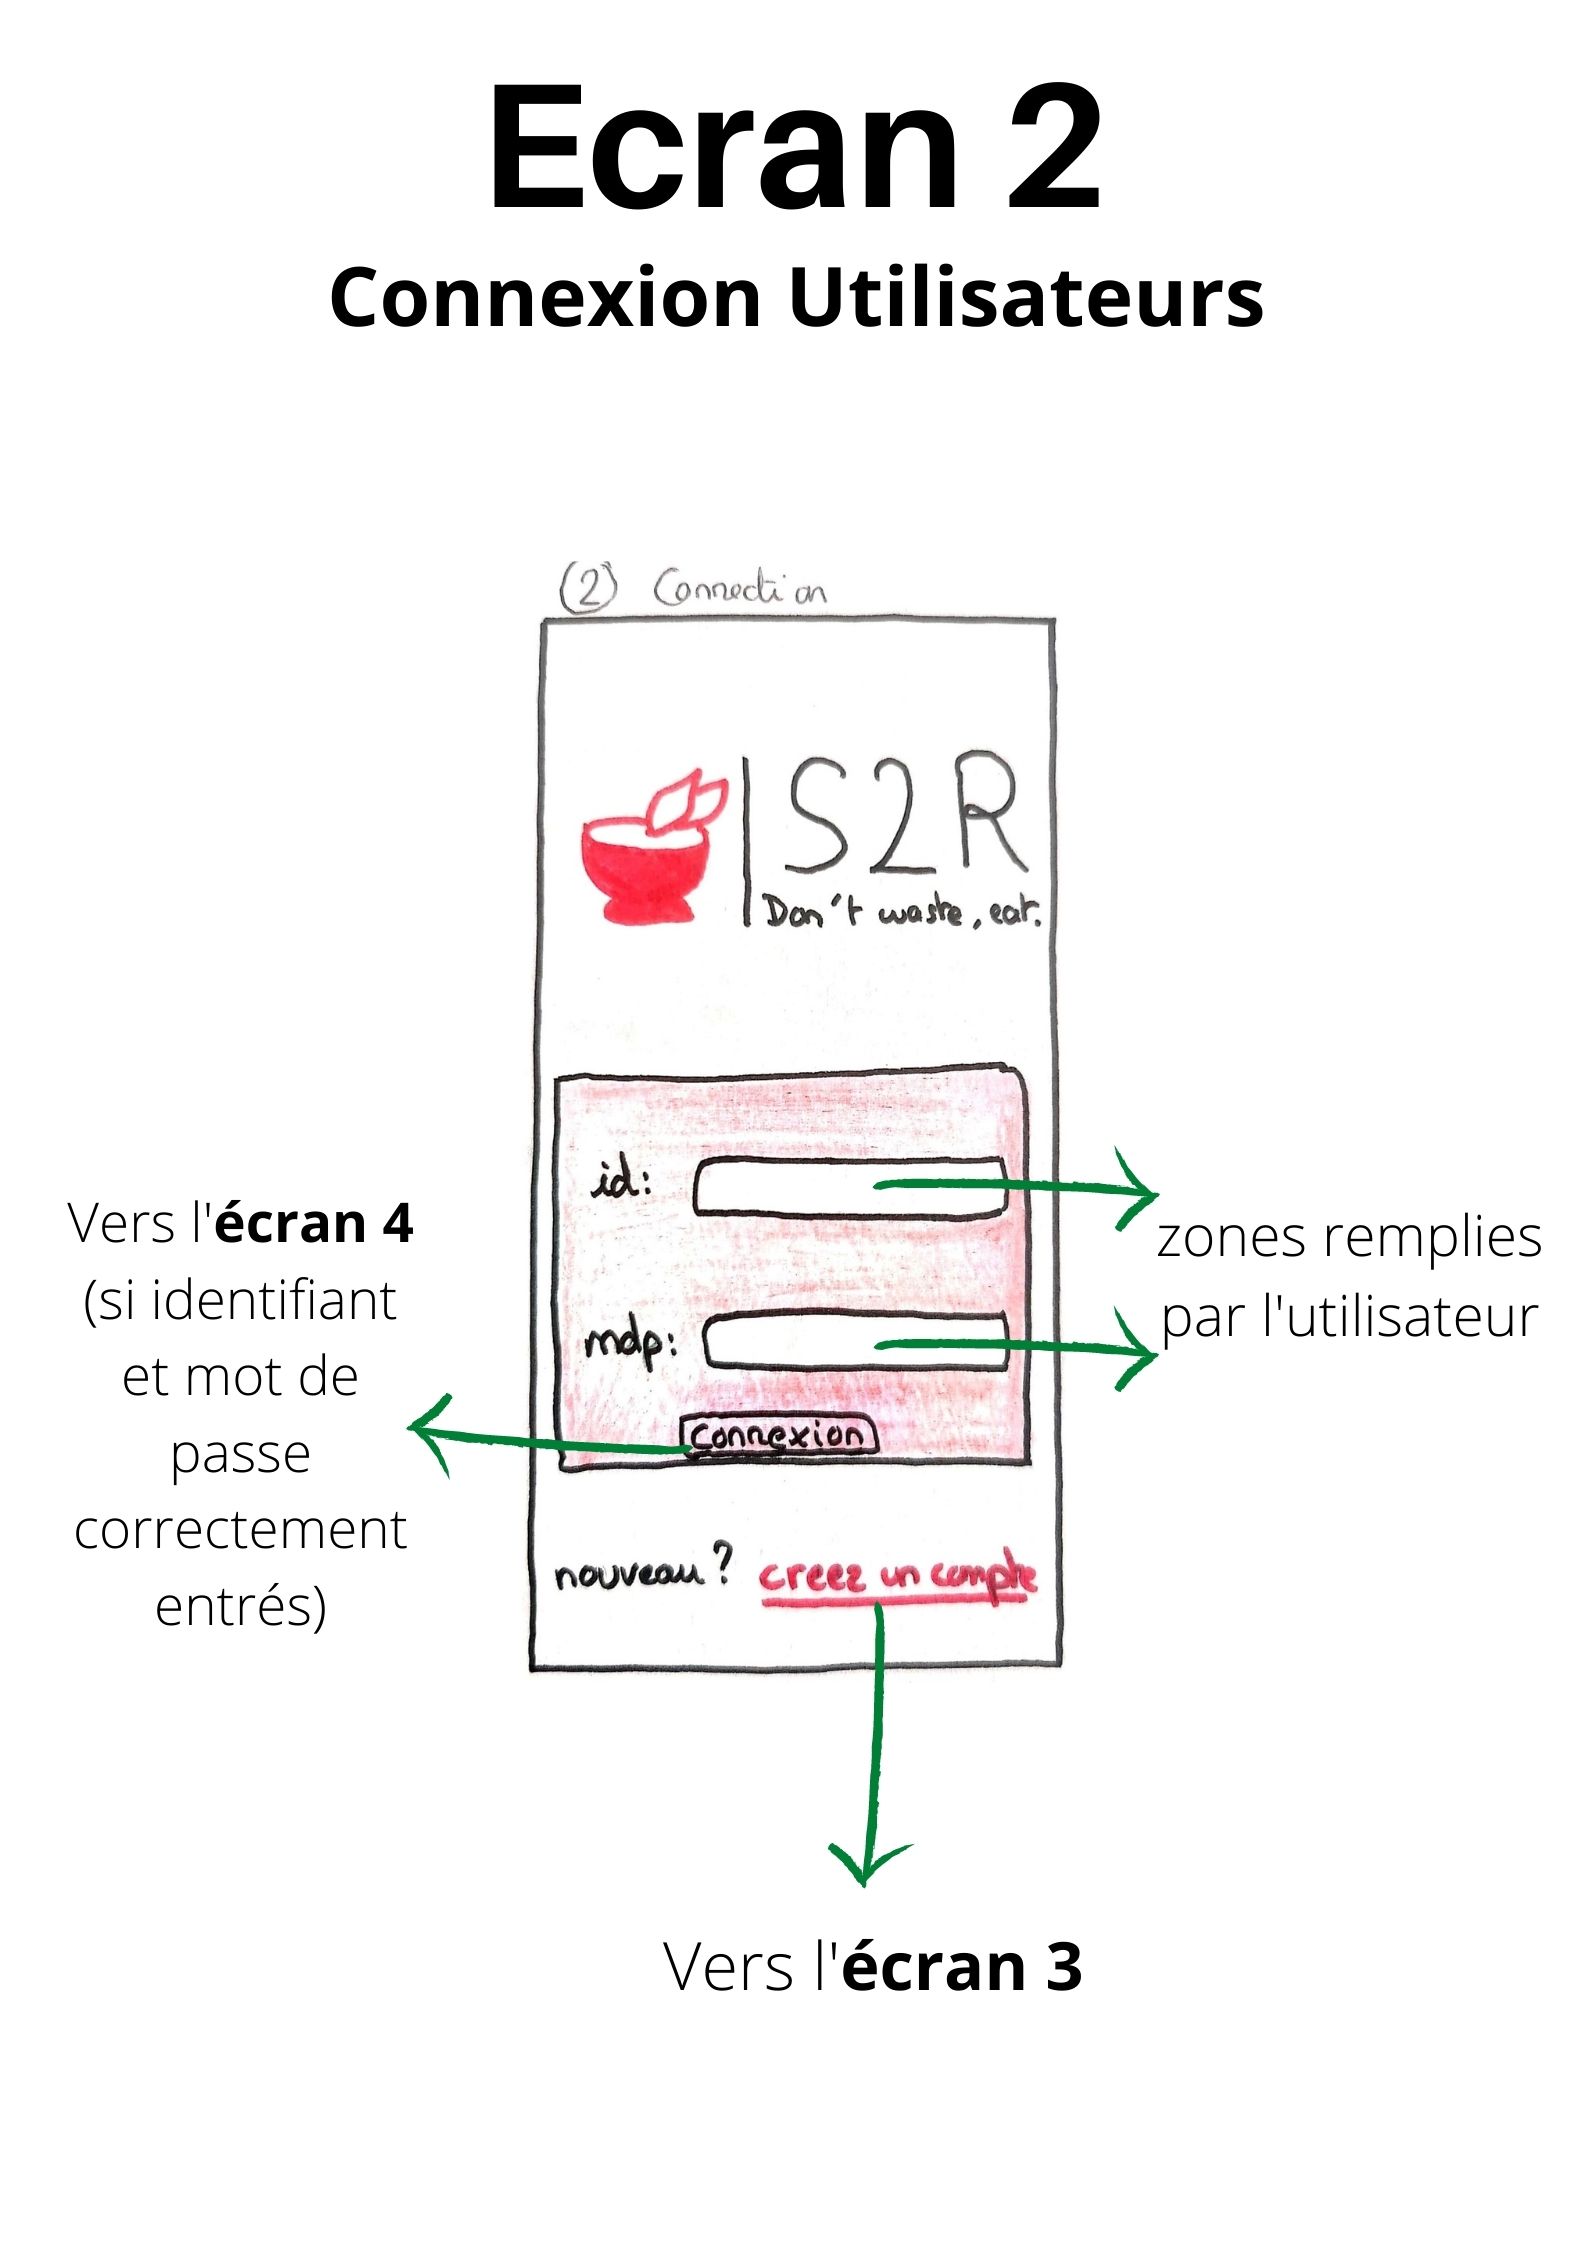 Ecran 2
Connexion Utilisateurs
(2) Connection
S2R
Don't waste, eat.
id:
mdp:
Connexion
nouveau? creez un compte
Vers l'écran 4
(si identifiant
et mot de
passe
correctement
entrés)
zones remplies
par l'utilisateur
Vers l'écran 3